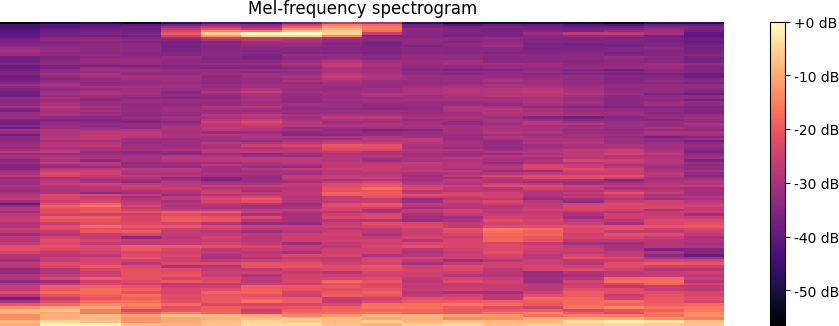 Mel-frequency spectrogram
+0 dB
-10 dB
-20 dB
-30 dB
-40 dB
-50 dB